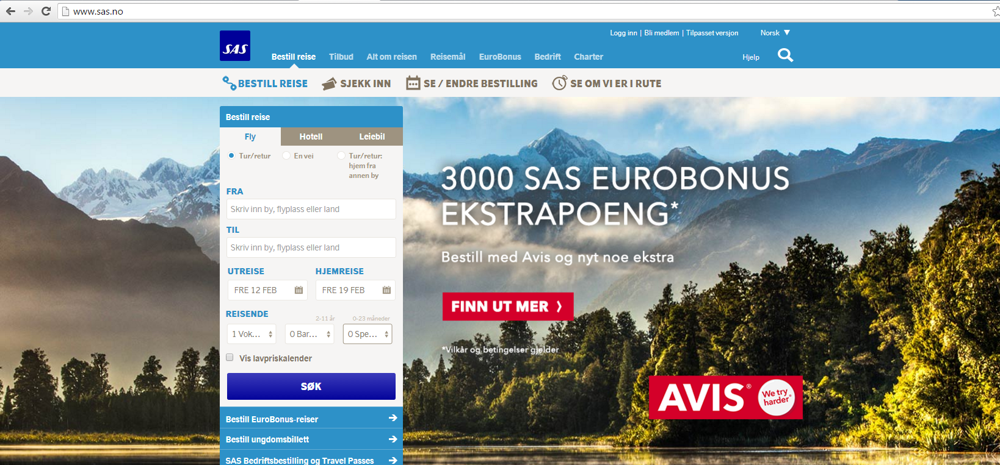 www.sas.no
Logg inn | Bli medlem | Tilpasset versjon
Norsk ▼
SAS
Bestill reise
Tilbud
Alt om reisen
Reisemål
EuroBonus
Bedrift
Charter
Hjelp
BESTILL REISE
SJEKK INN
SE / ENDRE BESTILLING
SE OM VI ER I RUTE
Bestill reise
Fly
Hotell
Leiebil
Tur/retur
En vei
Tur/retur:
hjem fra
annen by
FRA
Skriv inn by, flyplass eller land
TIL
Skriv inn by, flyplass eller land
UTREISE
HJEMREISE
FRE 12 FEB
FRE 19 FEB
REISENDE
2-11 år
0-23 måneder
1 Vok...
0 Bar...
0 Spe...
Vis lavpriskalender
SØK
Bestill EuroBonus-reiser
Bestill ungdomsbillett
SAS Bedriftsbestilling og Travel Passes
3000 SAS EUROBONUS
EKSTRAPOENG*
Bestill med Avis og nyt noe ekstra
FINN UT MER
*Vilkår og betingelser gjelder
AVIS®
We try
harder®